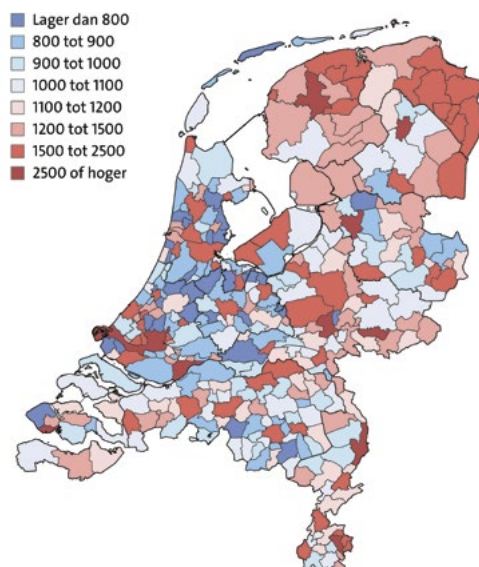 Lager dan 800
800 tot 900
900 tot 1000
1000 tot 1100
1100 tot 1200
1200 tot 1500
1500 tot 2500
2500 of hoger